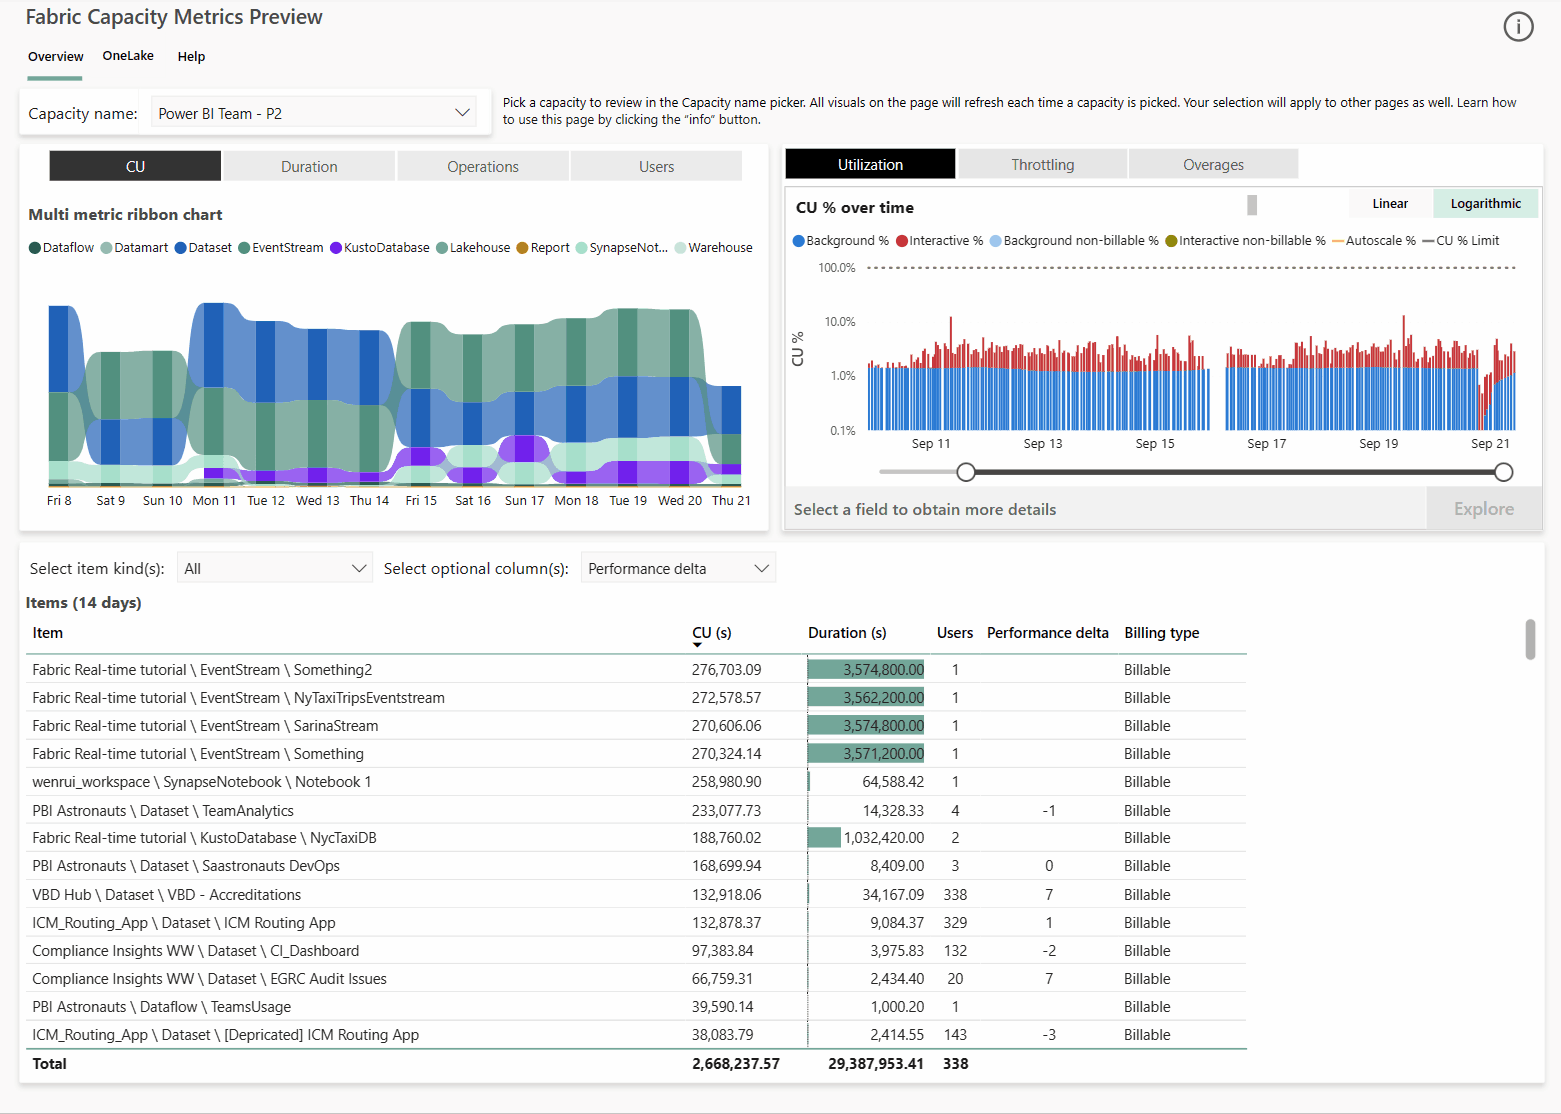 Fabric Capacity Metrics Preview
Overview OneLake Help
Capacity name: Power BI Team - P2
Pick a capacity to review in the Capacity name picker. All visuals on the page will refresh each time a capacity is picked. Your selection will apply to other pages as well. Learn how
to use this page by clicking the "info" button.
CU Duration Operations Users
Multi metric ribbon chart
Dataflow Datamart Dataset EventStream KustoDatabase Lakehouse Report SynapseNot... Warehouse
Fri 8 Sat 9 Sun 10 Mon 11 Tue 12 Wed 13 Thu 14 Fri 15 Sat 16 Sun 17 Mon 18 Tue 19 Wed 20 Thu 21
Utilization Throttling Overages
CU % over time
Linear Logarithmic
Background % Interactive % Background non-billable % Interactive non-billable % Autoscale % CU % Limit
CU %
100.0%
10.0%
1.0%
0.1%
Sep 11 Sep 13 Sep 15 Sep 17 Sep 19 Sep 21
Select a field to obtain more details Explore
Select item kind(s): All Select optional column(s): Performance delta
Items (14 days)
Item CU (s) Duration (s) Users Performance delta Billing type
Fabric Real-time tutorial \ EventStream \ Something2 276,703.09 3,574,800.00 1 Billable
Fabric Real-time tutorial \ EventStream \ NyTaxiTripsEventstream 272,578.57 3,562,200.00 1 Billable
Fabric Real-time tutorial \ EventStream \ SarinaStream 270,606.06 3,574,800.00 1 Billable
Fabric Real-time tutorial \ EventStream \ Something 270,324.14 3,571,200.00 1 Billable
wenrui_workspace \ SynapseNotebook \ Notebook 1 258,980.90 64,588.42 1 Billable
PBI Astronauts \ Dataset \ TeamAnalytics 233,077.73 14,328.33 4 -1 Billable
Fabric Real-time tutorial \ KustoDatabase \ NycTaxiDB 188,760.02 1,032,420.00 2 Billable
PBI Astronauts \ Dataset \ Saastronauts DevOps 168,699.94 8,409.00 3 0 Billable
VBD Hub \ Dataset \ VBD - Accreditations 132,918.06 34,167.09 338 7 Billable
ICM_Routing_App \ Dataset \ ICM Routing App 132,878.37 9,084.37 329 1 Billable
Compliance Insights WW \ Dataset \ CI_Dashboard 97,383.84 3,975.83 132 -2 Billable
Compliance Insights WW \ Dataset \ EGRC Audit Issues 66,759.31 2,434.40 20 7 Billable
PBI Astronauts \ Dataflow \ TeamsUsage 39,590.14 1,000.20 1 Billable
ICM_Routing_App \ Dataset \ [Depricated] ICM Routing App 38,083.79 2,414.55 143 -3 Billable
Total 2,668,237.57 29,387,953.41 338